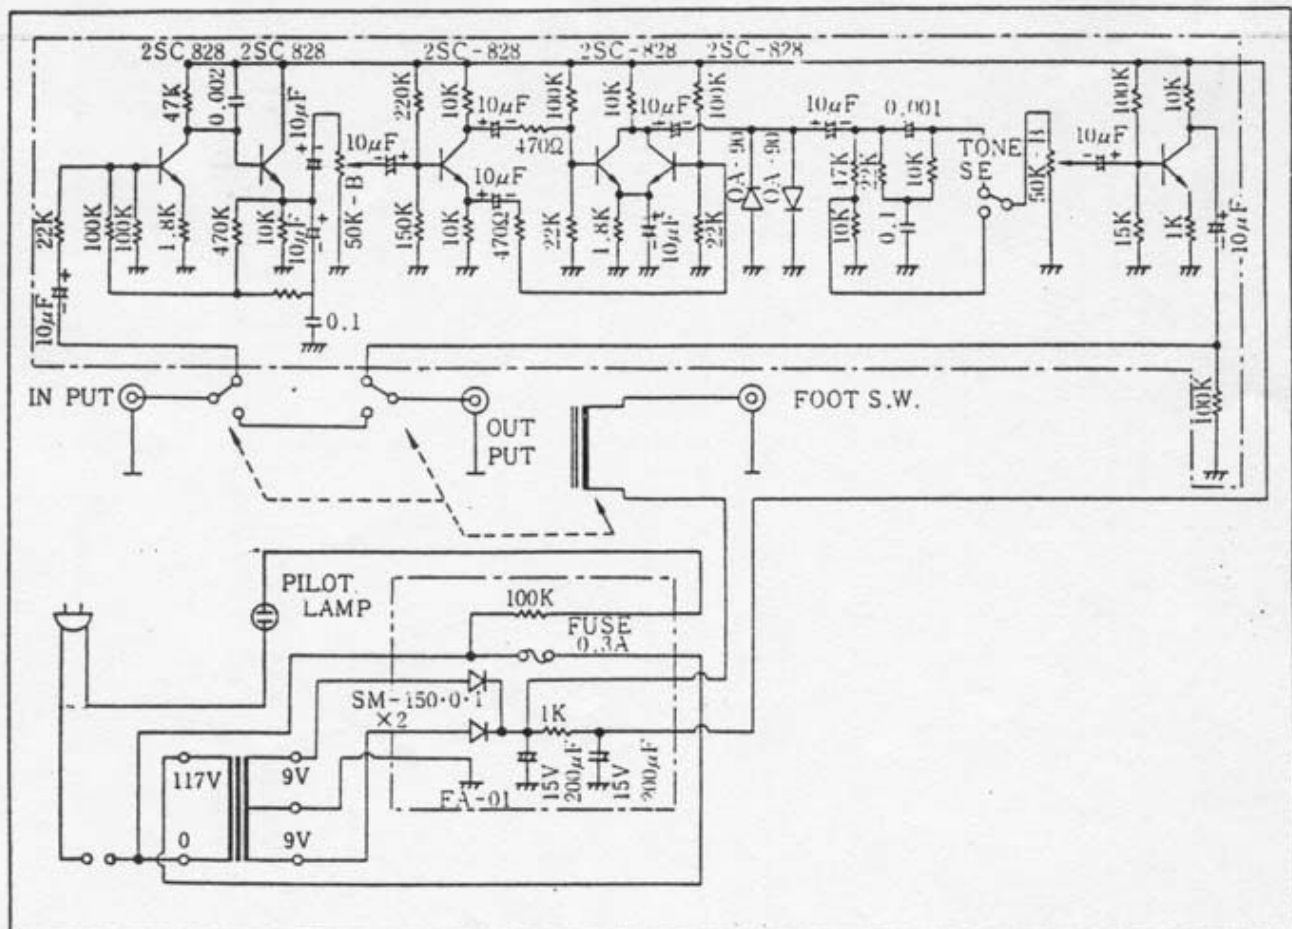 2SC 828 2SC 828 2SC-828 2SC-828 2SC-828
47K
0.002
10μF
220K
10K
10μF
100K
10K
10μF
100K
10μF
0.001
100K
10K
10μF
470Ω
10μF
TONE
SE
10μF
22K
100K
100K
1.8K
470K
10K
10μF
50K-B
150K
10K
10μF
470Ω
22K
1.8K
10μF
22K
OA-90
OA-90
10K
22K
0.1
10K
50K-B
15K
1K
10μF
10μF
0.1
IN PUT
OUT
PUT
FOOT S.W.
100K
PILOT
LAMP
100K
FUSE
0.3A
SM-150·0·1
×2
1K
117V
9V
15V
200μF
15V
200μF
0
9V